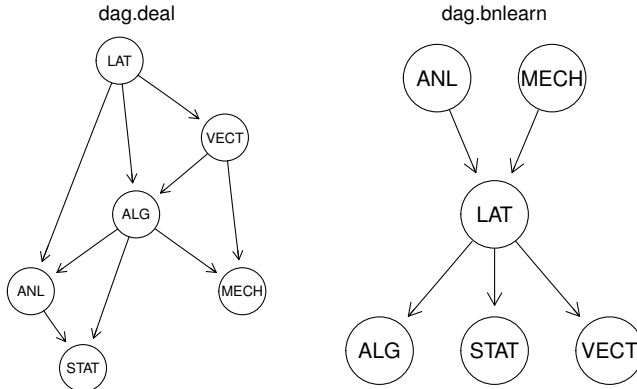 dag.deal
LAT
VECT
ALG
ANL
MECH
STAT
dag.bnlearn
ANL MECH
LAT
ALG STAT VECT